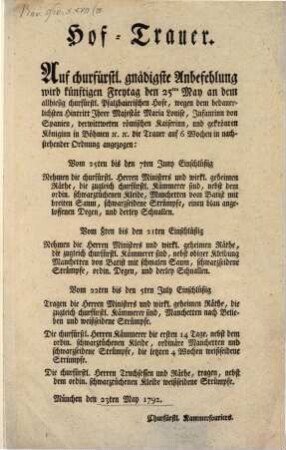 Hof-Trauer.
Auf churfürstl. gnädigste Anbefehlung
wird künftigen Freytag den 25ten May an dem
allhiesig churfürstl. Pfalzbaierischen Hofe, wegen dem bedauer-
lichsten Hintritt Ihrer Majestät Maria Louise, Infantinn von
Spanien, verwittweten römischen Kaiserinn, und gekrönten
Königinn in Böhmen ꝛc. ꝛc. die Trauer auf 6 Wochen in nach-
stehender Ordnung angezogen:
Vom 25ten bis den 7ten Juny Einschlüßig
Nehmen die churfürstl. Herren Ministers und wirkl. geheimen
Räthe, die zugleich churfürstl. Kämmerer sind, nebst dem
ordin. schwarztüchenen Kleide, Manchetten von Batist mit
breiten Saum, schwarzseidene Strümpfe, einen blau ange-
loffenen Degen, und derley Schnallen.
Vom 8ten bis den 21ten Einschlüßig
Nehmen die Herren Ministers und wirkl. geheimen Räthe,
die zugleich churfürstl. Kämmerer sind, nebst obiger Kleidung
Manchetten von Batist mit schmalen Saum, schwarzseidene
Strümpfe, ordin. Degen, und derley Schnallen.
Vom 22ten bis den 5ten July Einschlüßig
Tragen die Herren Ministers und wirkl. geheimen Räthe, die
zugleich churfürstl. Kämmerer sind, Manchetten nach Belie-
ben und weißseidene Strümpfe.
Die churfürstl. Herren Kämmerer die ersten 14 Tage, nebst dem
ordin. schwarztüchenen Kleide, ordinäre Manchetten und
schwarzseidene Strümpfe, die letzten 4 Wochen weißseidene
Strümpfe.
Die churfürstl. Herren Truchsessen und Räthe, tragen, nebst
dem ordin. schwarztüchenen Kleide weißseidene Strümpfe.
München den 23ten May 1792.
Churfürstl. Kammerfouriers.